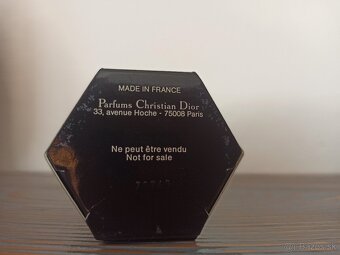 MADE IN FRANCE
Parfums Christian Dior
33, avenue Hoche - 75008 Paris
Ne peut être vendu
Not for sale